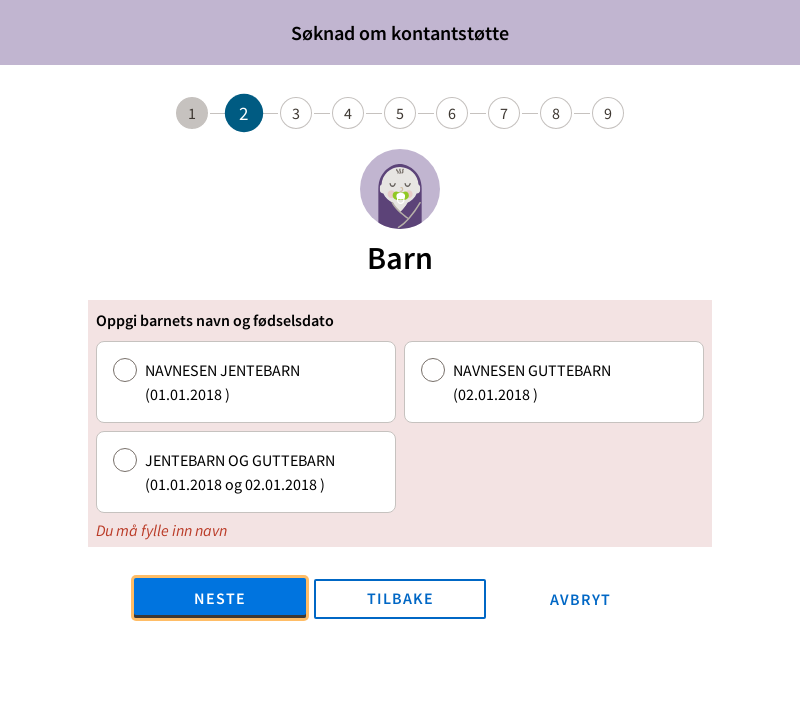 Søknad om kontantstøtte
1 2 3 4 5 6 7 8 9
Barn
Oppgi barnets navn og fødselsdato
NAVNESEN JENTEBARN
(01.01.2018 )
NAVNESEN GUTTEBARN
(02.01.2018 )
JENTEBARN OG GUTTEBARN
(01.01.2018 og 02.01.2018 )
Du må fylle inn navn
NESTE TILBAKE AVBRYT